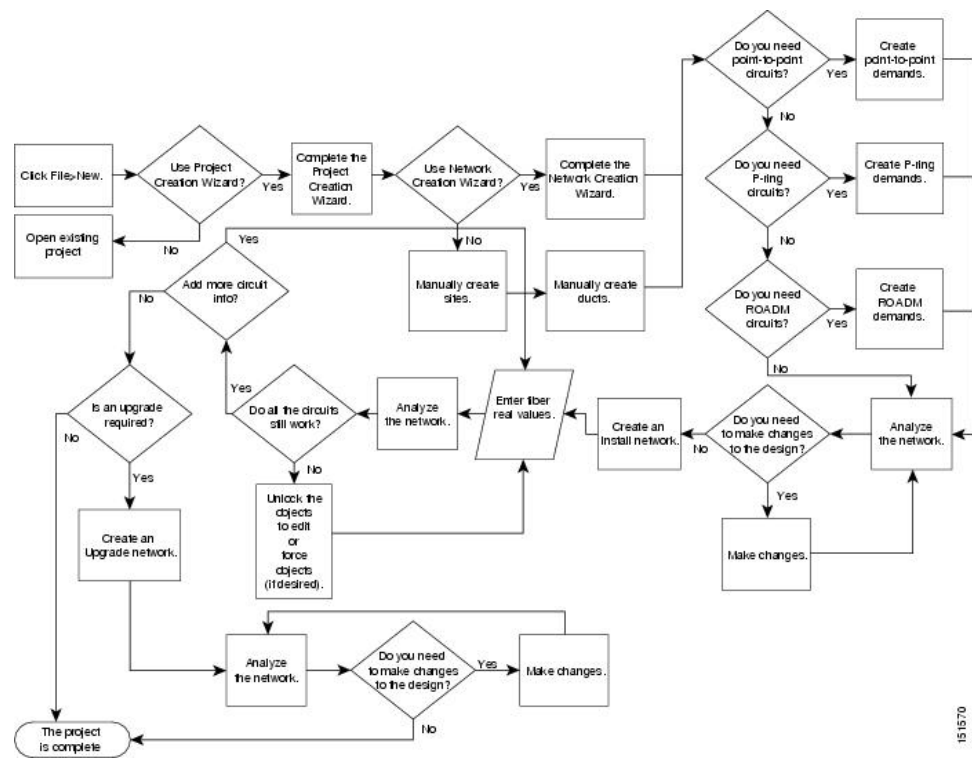 Do you need
point-to-point
circuits?
Yes
No
Create
point-to-point
demands.
Click File>New.
Use Project
Creation Wizard?
Yes
No
Complete the
Project
Creation
Wizard.
Use Network
Creation Wizard?
Yes
No
Complete the
Network Creation
Wizard.
Do you need
P-ring
circuits?
Yes
No
Create P-ring
demands.
Open existing
project
Yes
Add more circuit
info?
No
Manually create
sites.
Manually create
ducts.
Do you need
ROADM
circuits?
Yes
No
Create
ROADM
demands.
Is an upgrade
required?
No
Yes
Yes
Do all the circuits
still work?
No
Analyze
the network.
Enter fiber
real values.
Create an
Install network.
Do you need
to make changes
to the design?
No
Yes
Analyze
the network.
Create an
Upgrade network.
Unlock the
objects
to edit
or
force
objects
(if desired).
Make changes.
Analyze
the network.
Do you need
to make changes
to the design?
Yes
No
Make changes.
The project
is complete
151570